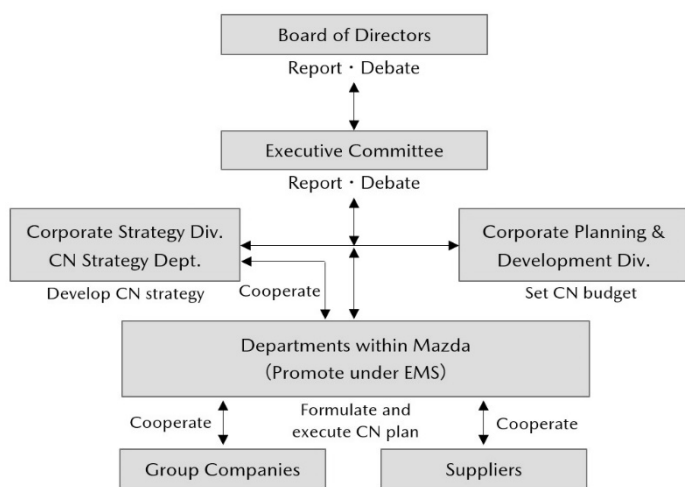 Board of Directors
Report・Debate
Executive Committee
Report・Debate
Corporate Strategy Div.
CN Strategy Dept.
Develop CN strategy
Corporate Planning &
Development Div.
Set CN budget
Cooperate
Departments within Mazda
（Promote under EMS）
Cooperate
Formulate and
execute CN plan
Cooperate
Group Companies
Suppliers